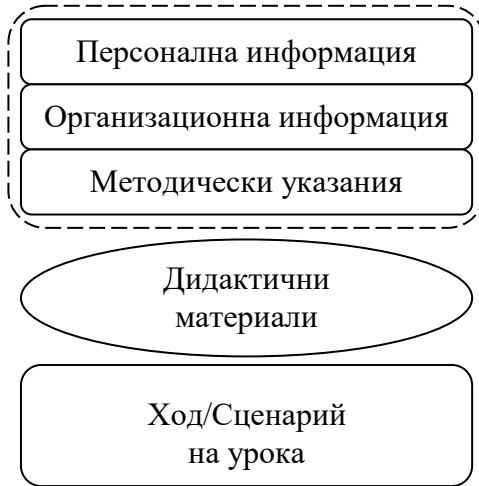 Персонална информация
Организационна информация
Методически указания
Дидактични
материали
Ход/Сценарий
на урока